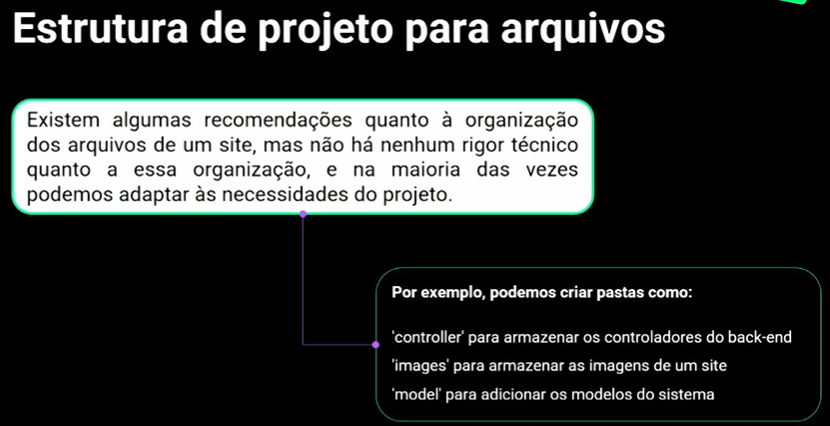 Estrutura de projeto para arquivos
Existem algumas recomendações quanto à organização
dos arquivos de um site, mas não há nenhum rigor técnico
quanto a essa organização, e na maioria das vezes
podemos adaptar às necessidades do projeto.
Por exemplo, podemos criar pastas como:
'controller' para armazenar os controladores do back-end
'images' para armazenar as imagens de um site
'model' para adicionar os modelos do sistema